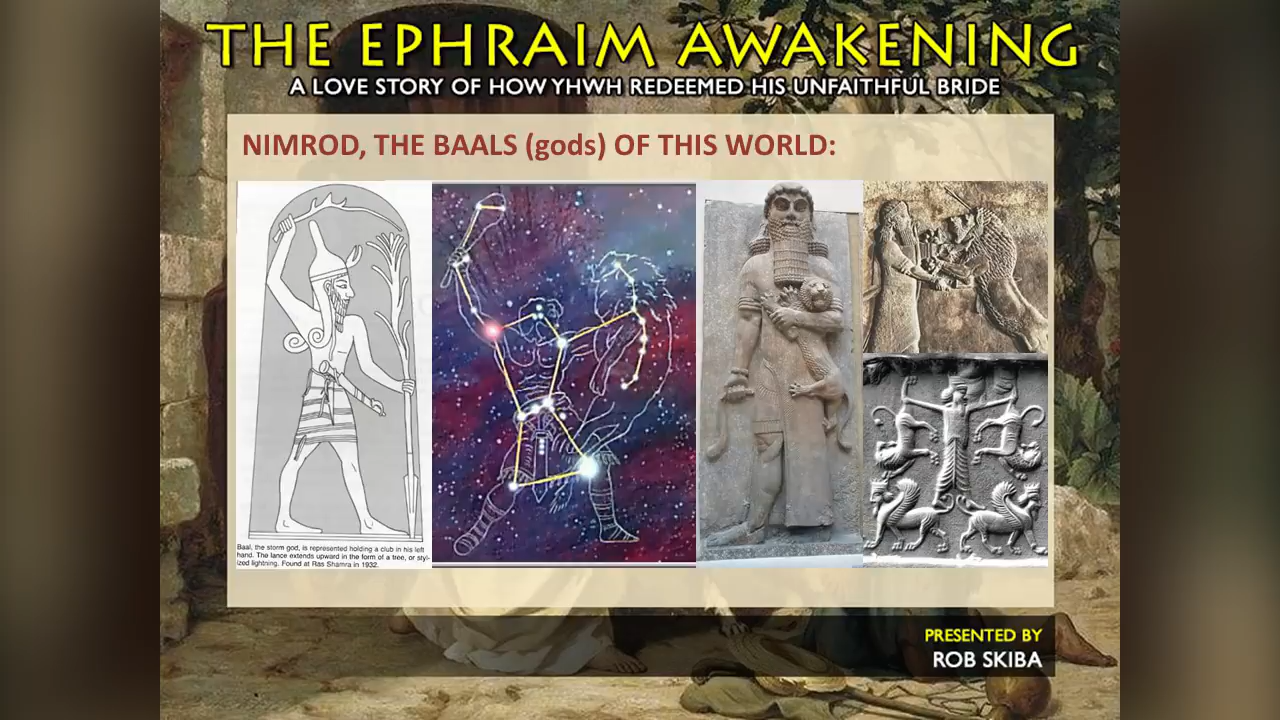 THE EPHRAIM AWAKENING
A LOVE STORY OF HOW YHWH REDEEMED HIS UNFAITHFUL BRIDE
NIMROD, THE BAALS (gods) OF THIS WORLD:
Baal, the storm god, is represented holding a club in his left
hand. The lance extends upward in the form of a tree, or styl-
ized lightning. Found at Ras Shamra in 1932.
PRESENTED BY
ROB SKIBA